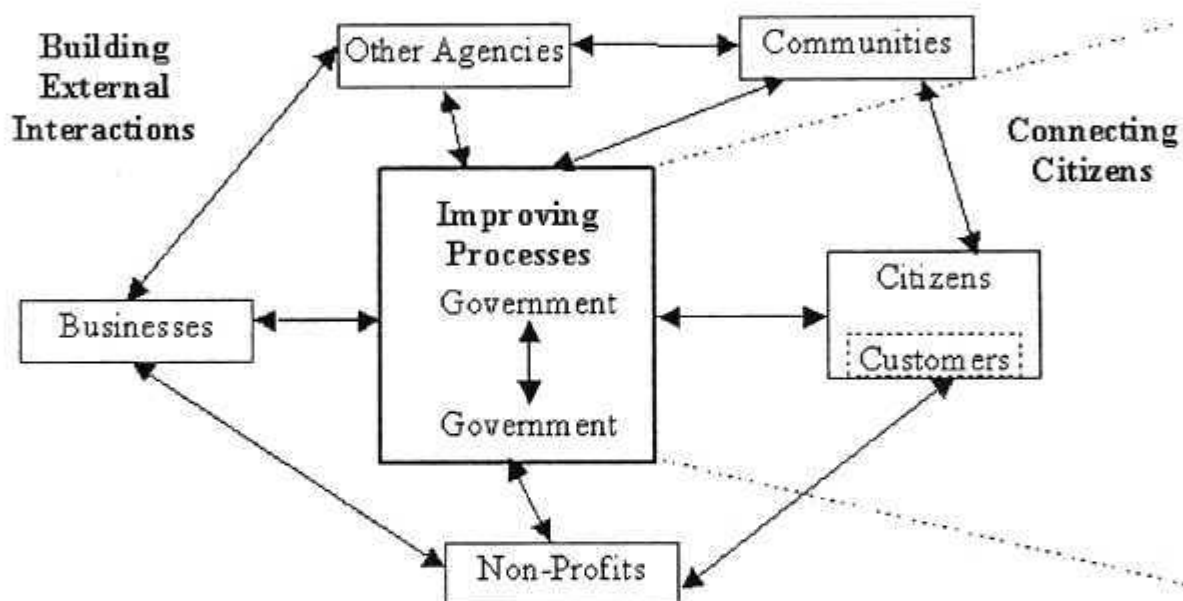 Building
External
Interactions
Other Agencies
Communities
Connecting
Citizens
Improving
Processes
Government
Government
Businesses
Citizens
Customers
Non-Profits